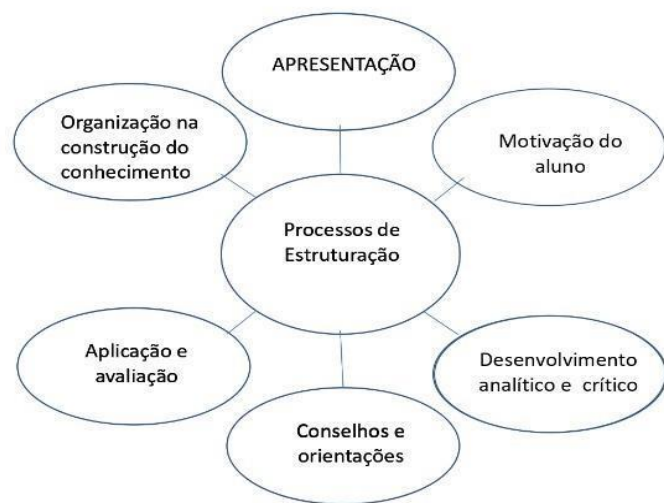 APRESENTAÇÃO
Organização na
construção do
conhecimento
Motivação do
aluno
Processos de
Estruturação
Aplicação e
avaliação
Desenvolvimento
analítico e crítico
Conselhos e
orientações